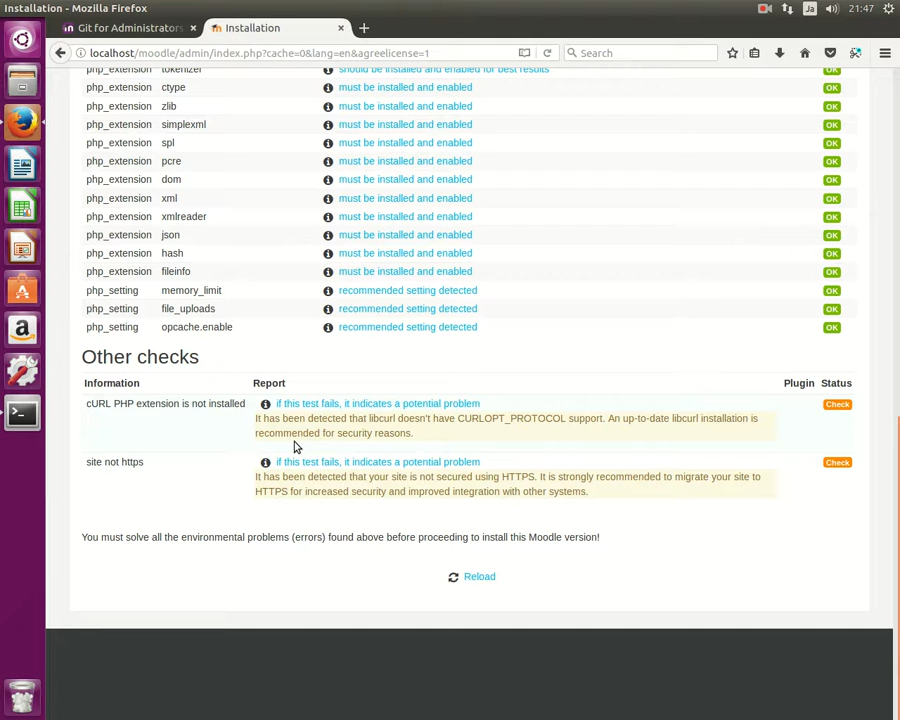 Installation - Mozilla Firefox
Ja
21:47
Git for Administrators
Installation
localhost/moodle/admin/index.php?cache=0&lang=en&agreelicense=1
Search
php_extension tokenizer should be installed and enabled for best results OK
php_extension ctype must be installed and enabled OK
php_extension zlib must be installed and enabled OK
php_extension simplexml must be installed and enabled OK
php_extension spl must be installed and enabled OK
php_extension pcre must be installed and enabled OK
php_extension dom must be installed and enabled OK
php_extension xml must be installed and enabled OK
php_extension xmlreader must be installed and enabled OK
php_extension json must be installed and enabled OK
php_extension hash must be installed and enabled OK
php_extension fileinfo must be installed and enabled OK
php_setting memory_limit recommended setting detected OK
php_setting file_uploads recommended setting detected OK
php_setting opcache.enable recommended setting detected OK
Other checks
Information Report Plugin Status
cURL PHP extension is not installed if this test fails, it indicates a potential problem Check
It has been detected that libcurl doesn't have CURLOPT_PROTOCOL support. An up-to-date libcurl installation is
recommended for security reasons.
site not https if this test fails, it indicates a potential problem Check
It has been detected that your site is not secured using HTTPS. It is strongly recommended to migrate your site to
HTTPS for increased security and improved integration with other systems.
You must solve all the environmental problems (errors) found above before proceeding to install this Moodle version!
Reload